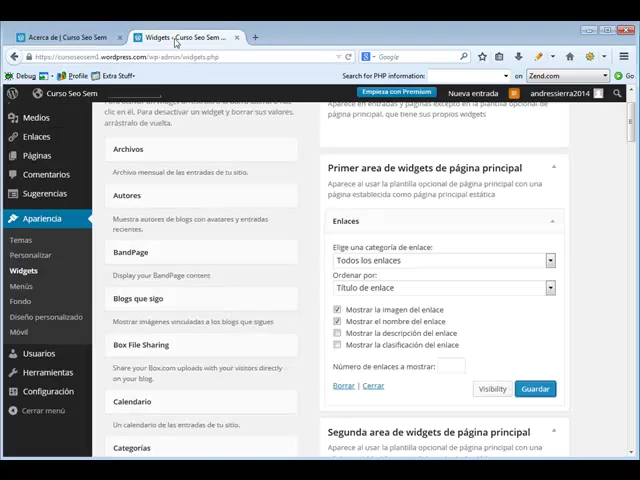 Acerca de | Curso Seo Sem
Widgets ‹ Curso Seo Sem ...
https://cursoseosem1.wordpress.com/wp-admin/widgets.php
Google
Debug
Profile
Extra Stuff
Search for PHP information:
Zend.com
Curso Seo Sem
Empieza con Premium
Nueva entrada
andressierra2014
Medios
Enlaces
Páginas
Comentarios
Sugerencias
Apariencia
Temas
Personalizar
Widgets
Menús
Fondo
Diseño personalizado
Móvil
Usuarios
Herramientas
Configuración
Cerrar menú
clic en él. Para desactivar un widget y borrar sus valores,
arrástralo de vuelta.
Archivos
Archivo mensual de las entradas de tu sitio.
Autores
Muestra autores de blogs con avatares y entradas
recientes.
BandPage
Display your BandPage content
Blogs que sigo
Mostrar imágenes vinculadas a los blogs que sigues
Box File Sharing
Share your Box.com uploads with your visitors directly
on your blog.
Calendario
Un calendario de las entradas de tu sitio.
Categorías
Aparece en entradas y páginas excepto en la plantilla opcional de
página principal, que tiene sus propios widgets
Primer area de widgets de página principal
Aparece al usar la plantilla opcional de página principal con una
página establecida como página principal estática
Enlaces
Elige una categoría de enlace:
Todos los enlaces
Ordenar por:
Título de enlace
Mostrar la imagen del enlace
Mostrar el nombre del enlace
Mostrar la descripción del enlace
Mostrar la clasificación del enlace
Número de enlaces a mostrar:
Borrar | Cerrar
Visibility
Guardar
Segunda area de widgets de página principal
Aparece al usar la plantilla opcional de página principal con una